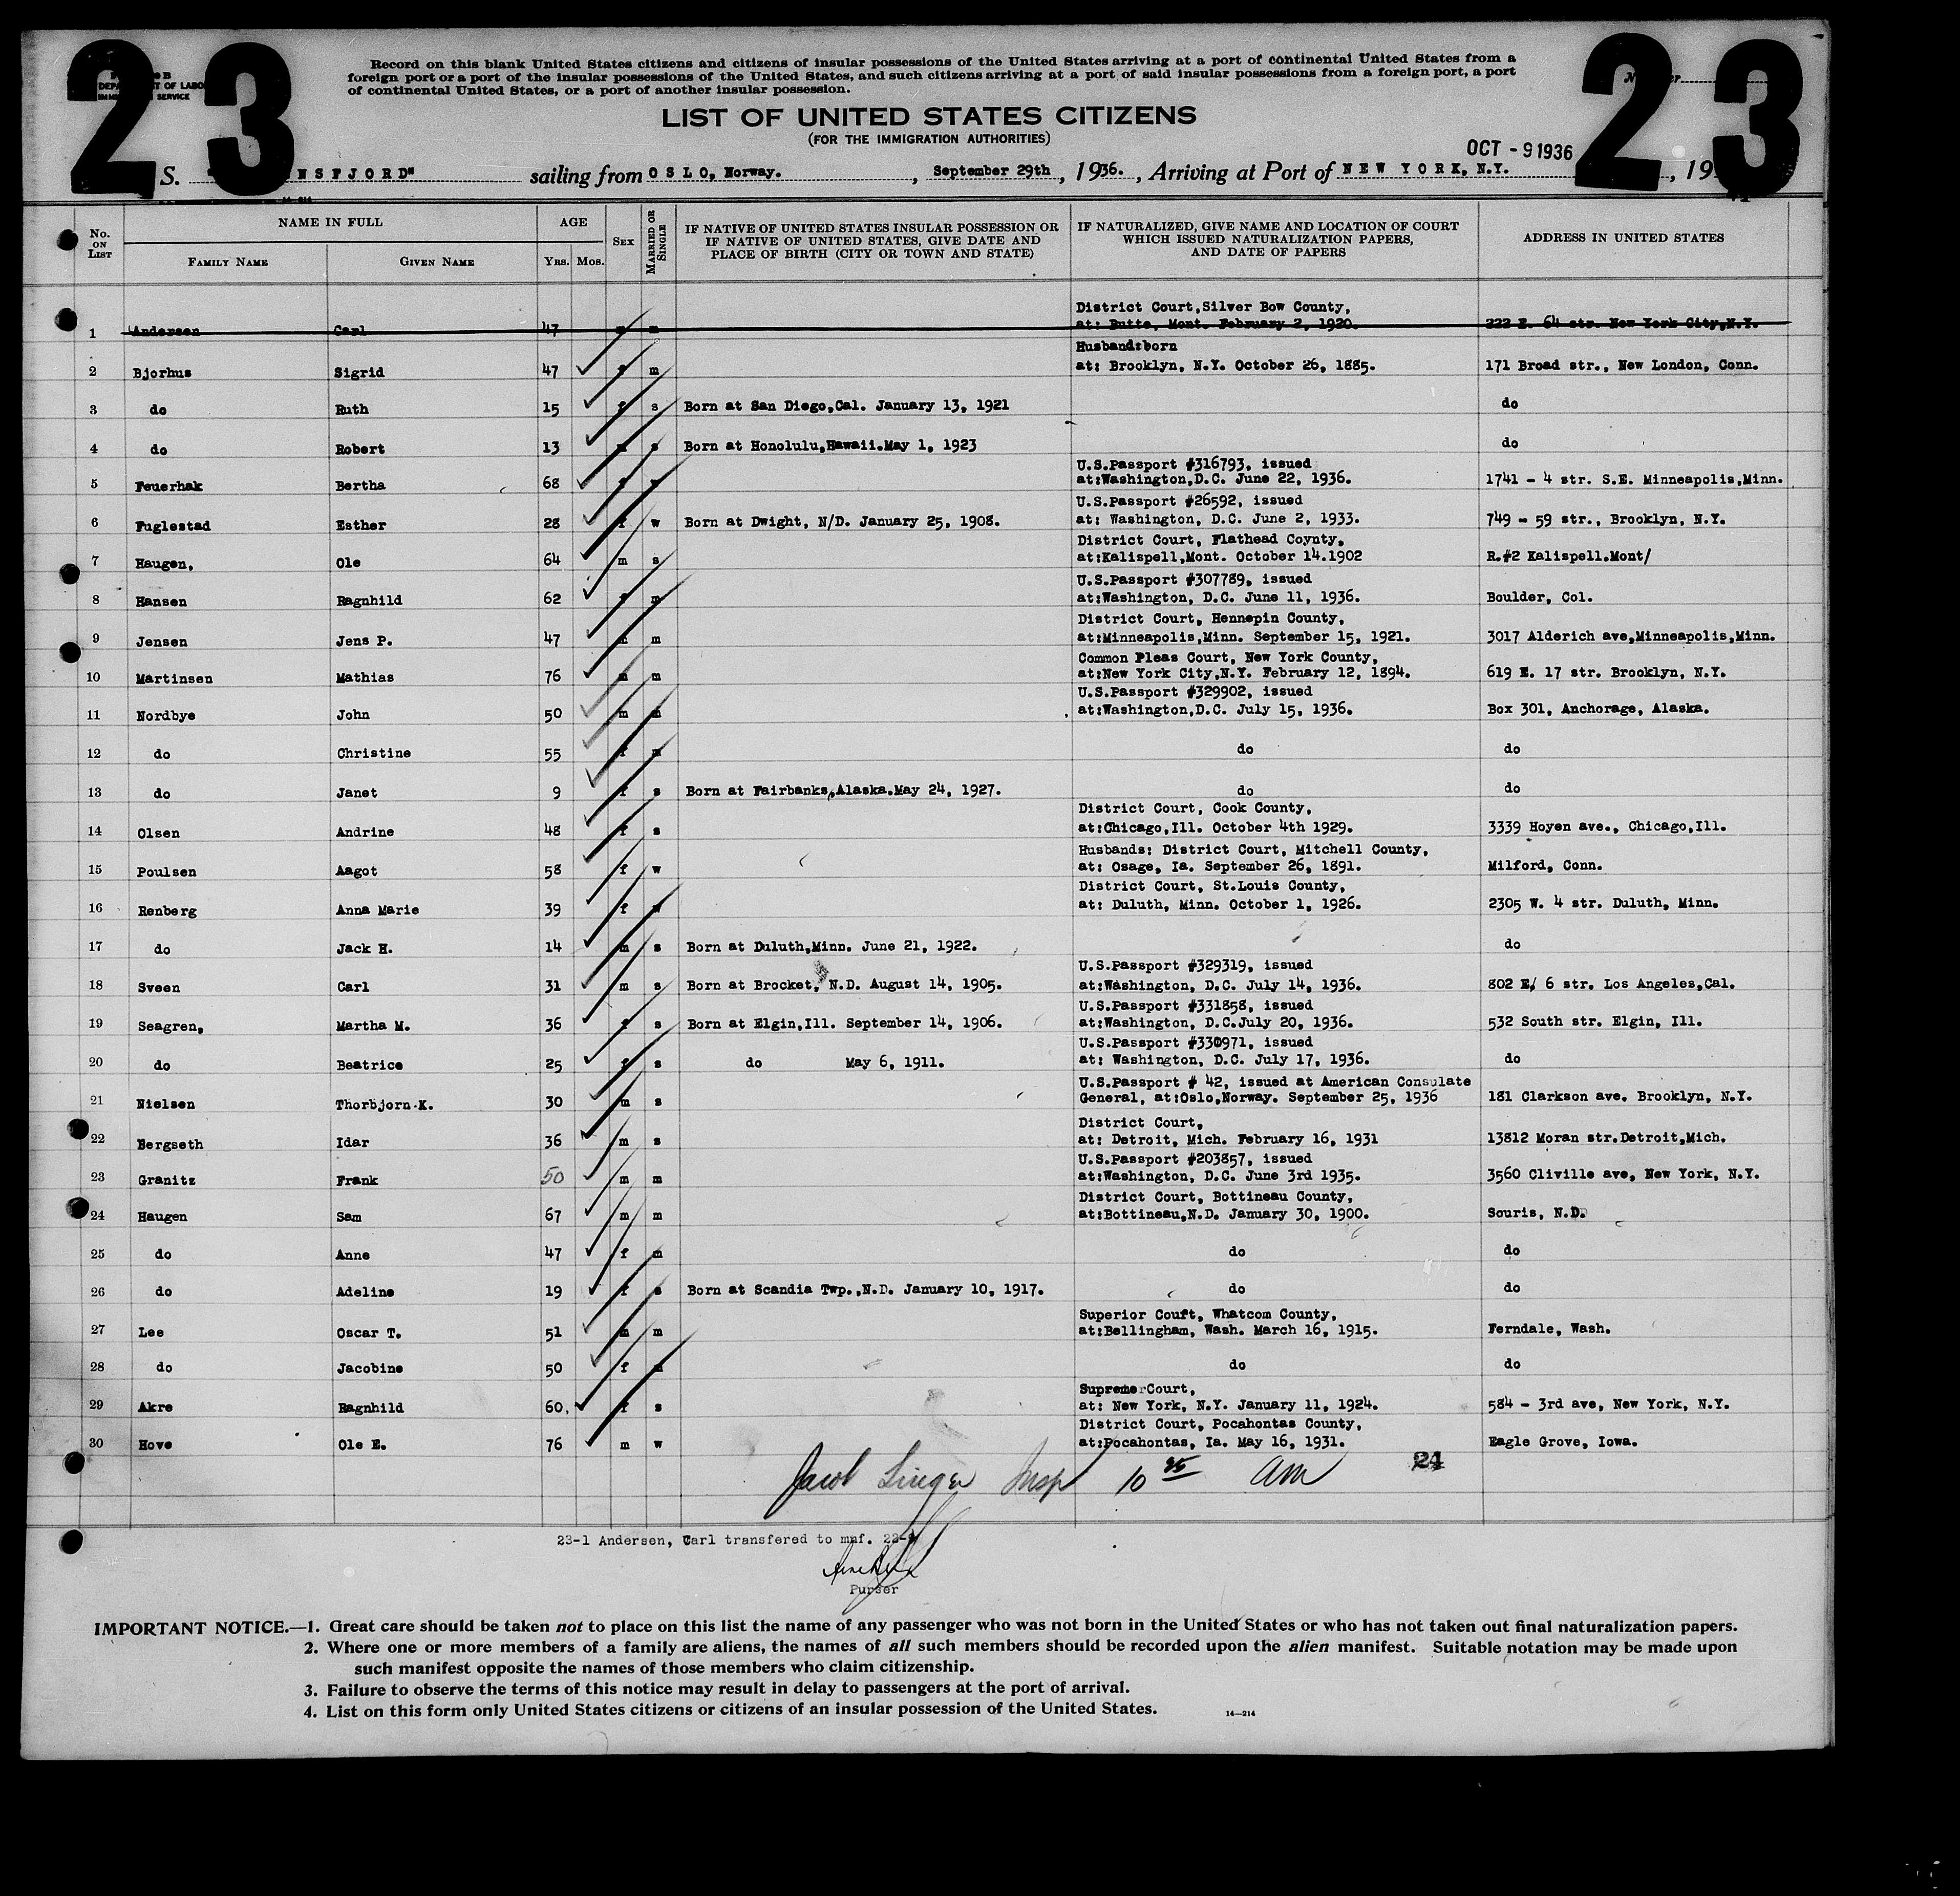 23
23
Record on this blank United States citizens and citizens of insular possessions of the United States arriving at a port of continental United States from a
foreign port or a port of the insular possessions of the United States, and such citizens arriving at a port of said insular possessions from a foreign port, a port
of continental United States, or a port of another insular possession.
LIST OF UNITED STATES CITIZENS
(FOR THE IMMIGRATION AUTHORITIES)
OCT - 9 1936
S. NSFJORD" sailing from OSLO, Norway. , September 29th , 1936. , Arriving at Port of NEW YORK, N.Y. , 19
No. ON LIST NAME IN FULL AGE SEX MARRIED OR SINGLE IF NATIVE OF UNITED STATES INSULAR POSSESSION OR IF NATIVE OF UNITED STATES, GIVE DATE AND PLACE OF BIRTH (CITY OR TOWN AND STATE) IF NATURALIZED, GIVE NAME AND LOCATION OF COURT WHICH ISSUED NATURALIZATION PAPERS, AND DATE OF PAPERS ADDRESS IN UNITED STATES
FAMILY NAME GIVEN NAME YRS. MOS.
District Court,Silver Bow County,
1 Andersen Carl 47 m m at: Butte, Mont. February 2, 1920. 222 E. 64 str. New York City,N.Y.
Husband:born
2 Bjorhus Sigrid 47 f m at: Brooklyn, N.Y. October 26, 1885. 171 Broad str., New London, Conn.
3 do Ruth 15 f s Born at San Diego,Cal. January 13, 1921 do
4 do Robert 13 m s Born at Honolulu,Hawaii.May 1, 1923 do
U.S.Passport #316793, issued
5 Feuerhak Bertha 68 f at:Washington,D.C. June 22, 1936. 1741 - 4 str. S.E. Minneapolis,Minn.
U.S.Passport #26592, issued
6 Fuglestad Esther 28 f w Born at Dwight, N/D. January 25, 1908. at: Washington, D.C. June 2, 1933. 749 - 59 str., Brooklyn, N.Y.
District Court, Flathead Coynty,
7 Haugen, Ole 64 m s at:Kalispell,Mont. October 14.1902 R.#2 Kalispell.Mont/
U.S.Passport #307789, issued
8 Hansen Ragnhild 62 f m at:Washington, D.C. June 11, 1936. Boulder, Col.
District Court, Hennepin County,
9 Jensen Jens P. 47 m m at:Minneapolis,Minn. September 15, 1921. 3017 Alderich ave,Minneapolis,Minn.
Common Pleas Court, New York County,
10 Martinsen Mathias 76 m m at:New York City,N.Y. February 12, 1894. 619 E. 17 str. Brooklyn, N.Y.
U.S.Passport #329902, issued
11 Nordbye John 50 m m at:Washington,D.C. July 15, 1936. Box 301, Anchorage, Alaska.
12 do Christine 55 f m do do
13 do Janet 9 f s Born at Fairbanks,Alaska.May 24, 1927. do do
District Court, Cook County,
14 Olsen Andrine 48 f s at:Chicago,Ill. October 4th 1929. 3339 Hoyen ave., Chicago,Ill.
Husbands: District Court, Mitchell County,
15 Poulsen Aagot 58 f w at: Osage, Ia. September 26, 1891. Milford, Conn.
District Court, St.Louis County,
16 Renberg Anna Marie 39 f w at: Duluth, Minn. October 1, 1926. 2305 W. 4 str. Duluth, Minn.
17 do Jack H. 14 m s Born at Duluth,Minn. June 21, 1922. do
U.S.Passport #329319, issued
18 Sveen Carl 31 m s Born at Brocket, N.D. August 14, 1905. at:Washington, D.C. July 14, 1936. 802 E/ 6 str. Los Angeles,Cal.
U.S.Passport #331858, issued
19 Seagren, Martha M. 36 f s Born at Elgin,Ill. September 14, 1906. at:Washington, D.C.July 20, 1936. 532 South str. Elgin, Ill.
U.S.Passport #330971, issued
20 do Beatrice 25 f s do May 6, 1911. at: Washington, D.C. July 17, 1936. do
U.S.Passport # 42, issued at American Consulate
21 Nielsen Thorbjorn K. 30 m s General, at:Oslo,Norway. September 25, 1936 181 Clarkson ave. Brooklyn, N.Y.
District Court,
22 Bergseth Idar 36 m s at: Detroit, Mich. February 16, 1931 13812 Moran str.Detroit,Mich.
U.S.Passport #203857, issued
23 Granitz Frank 50 m m at:Washington, D.C. June 3rd 1935. 3560 Cliville ave, New York, N.Y.
District Court, Bottineau County,
24 Haugen Sam 67 m m at:Bottineau,N.D. January 30, 1900. Souris, N.D.
25 do Anne 47 f m do do
26 do Adeline 19 f s Born at Scandia Twp.,N.D. January 10, 1917. do do
Superior Court, Whatcom County,
27 Lee Oscar T. 51 m m at:Bellingham, Wash. March 16, 1915. Ferndale, Wash.
28 do Jacobine 50 f m do do
Supreme Court,
29 Akre Ragnhild 60. f s at: New York, N.Y. January 11, 1924. 584 - 3rd ave, New York, N.Y.
District Court, Pocahontas County,
30 Hove Ole E. 76 m w at:Pocahontas, Ia. May 16, 1931. Eagle Grove, Iowa.
Jacob Insp 10 AM 24
23-1 Andersen, Carl transfered to mnf.
Purser
IMPORTANT NOTICE.—1. Great care should be taken not to place on this list the name of any passenger who was not born in the United States or who has not taken out final naturalization papers.
2. Where one or more members of a family are aliens, the names of all such members should be recorded upon the alien manifest. Suitable notation may be made upon
such manifest opposite the names of those members who claim citizenship.
3. Failure to observe the terms of this notice may result in delay to passengers at the port of arrival.
4. List on this form only United States citizens or citizens of an insular possession of the United States. 14—214